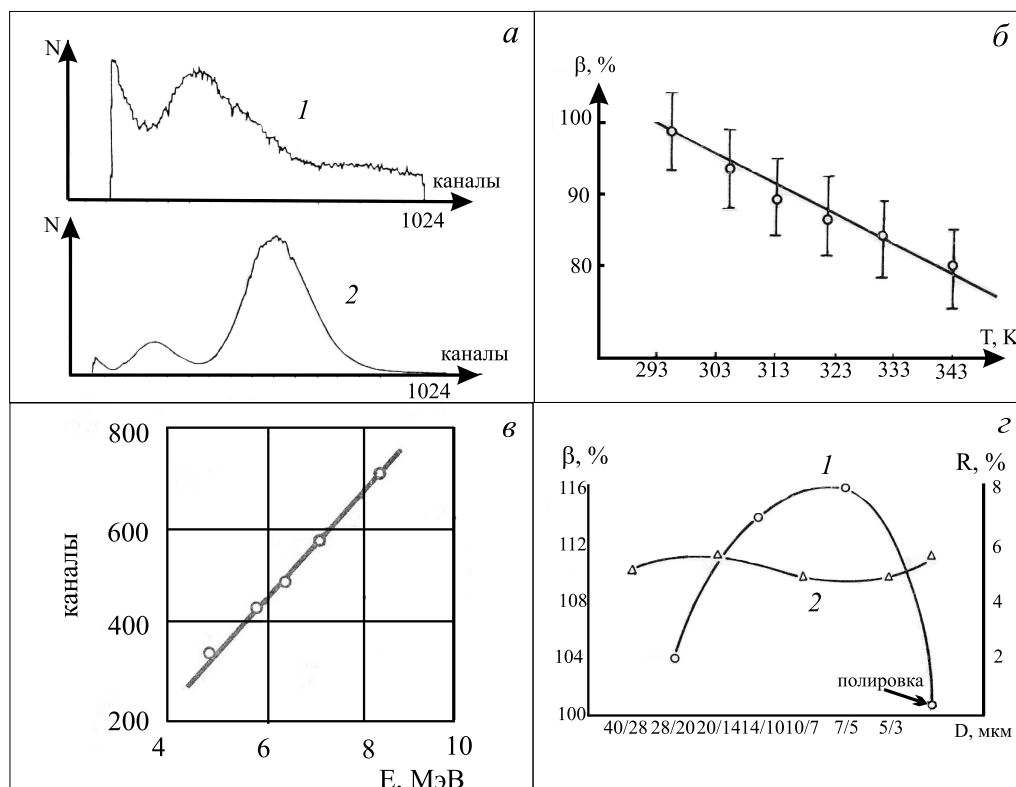 а
N
1
каналы
1024
N
2
каналы
1024
б
β, %
100
90
80
T, K
293 303 313 323 333 343
в
800
600
400
200
каналы
4 6 8 10
E, МэВ
г
β, % R, %
1
116 8
112 6
2
108 4
104 2
полировка
100
40/28 28/20 20/14 14/10 10/7 7/5 5/3 D, мкм